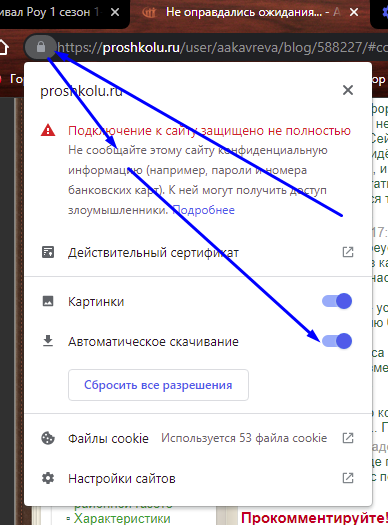 ивал Роу 1 сезон 1
Не оправдались ожидания... - А
https://proshkolu.ru/user/aakavreva/blog/588227/#cc
proshkolu.ru
Подключение к сайту защищено не полностью
Не сообщайте этому сайту конфиденциальную
информацию (например, пароли и номера
банковских карт). К ней могут получить доступ
злоумышленники. Подробнее
Действительный сертификат
Картинки
Автоматическое скачивание
Сбросить все разрешения
Файлы cookie Используется 53 файла cookie
Настройки сайтов
Характеристики
Прокомментируйте!